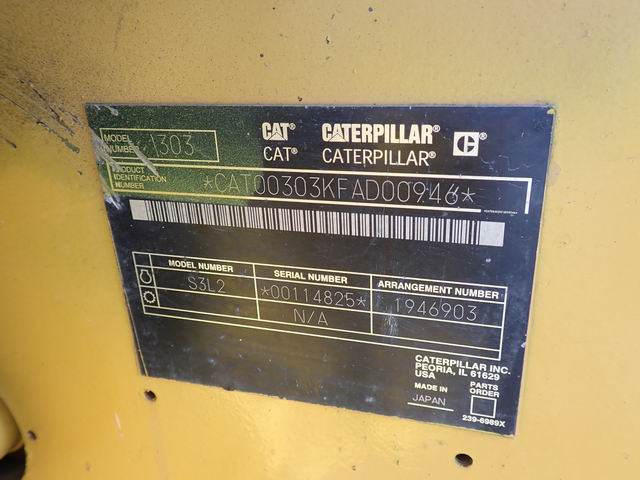 MODEL NUMBER 303
CAT® CATERPILLAR®
CAT® CATERPILLAR®
PRODUCT IDENTIFICATION NUMBER *CAT00303KFAD00946*
MODEL NUMBER SERIAL NUMBER ARRANGEMENT NUMBER
S3L2 *00114825* 1946903
N/A
CATERPILLAR INC.
PEORIA, IL 61629
USA
MADE IN JAPAN
PARTS ORDER
239-6989X